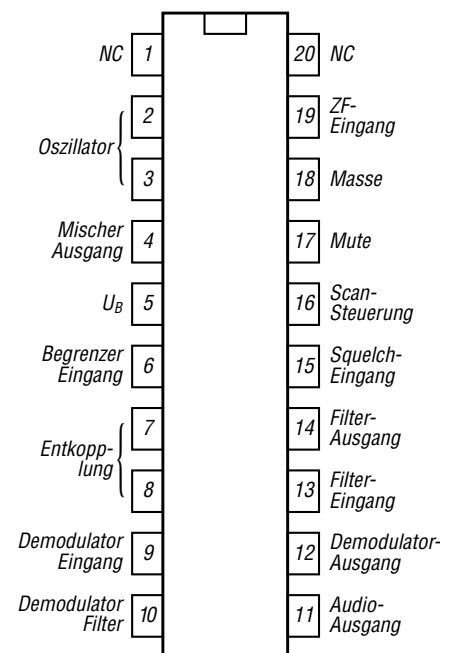 NC 1
20 NC
2
19 ZF-
Eingang
Oszillator
3
18 Masse
Mischer
Ausgang 4
17 Mute
UB 5
16 Scan-
Steuerung
Begrenzer
Eingang 6
15 Squelch-
Eingang
7
14 Filter-
Ausgang
Entkopp-
lung
8
13 Filter-
Eingang
Demodulator
Eingang 9
12 Demodulator-
Ausgang
Demodulator
Filter 10
11 Audio-
Ausgang